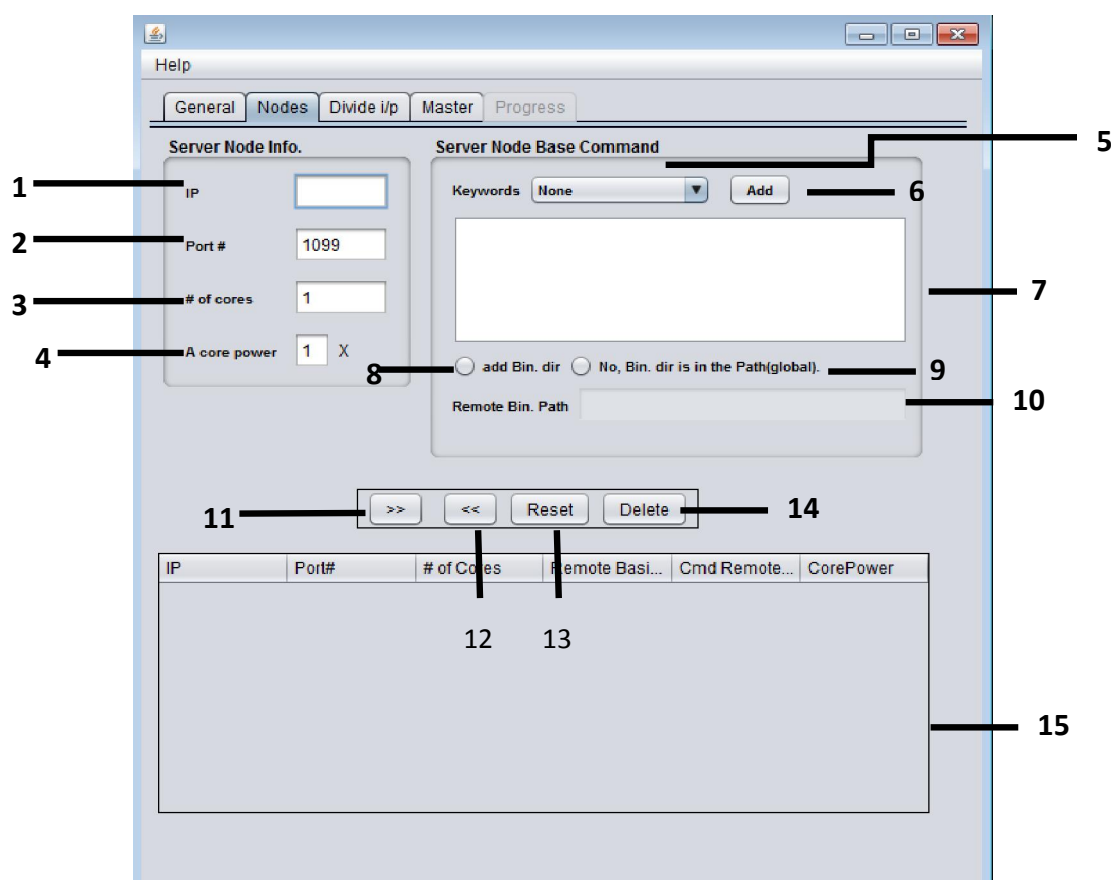 Help
General Nodes Divide i/p Master Progress
Server Node Info.
Server Node Base Command
5
1 IP
Keywords None Add 6
2 Port # 1099
3 # of cores 1
7
4 A core power 1 X
8 add Bin. dir No, Bin. dir is in the Path(global). 9
Remote Bin. Path 10
11 >> << Reset Delete 14
IP Port# # of Cores Remote Basi... Cmd Remote... CorePower
12 13
15